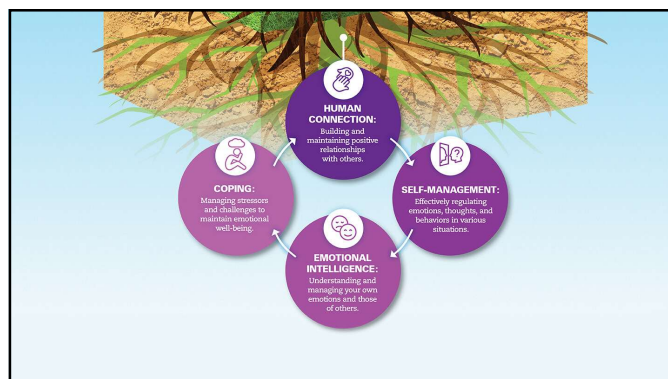 HUMAN
CONNECTION:
Building and
maintaining positive
relationships
with others.
SELF-MANAGEMENT:
Effectively regulating
emotions, thoughts, and
behaviors in various
situations.
EMOTIONAL
INTELLIGENCE:
Understanding and
managing your own
emotions and those
of others.
COPING:
Managing stressors
and challenges to
maintain emotional
well-being.